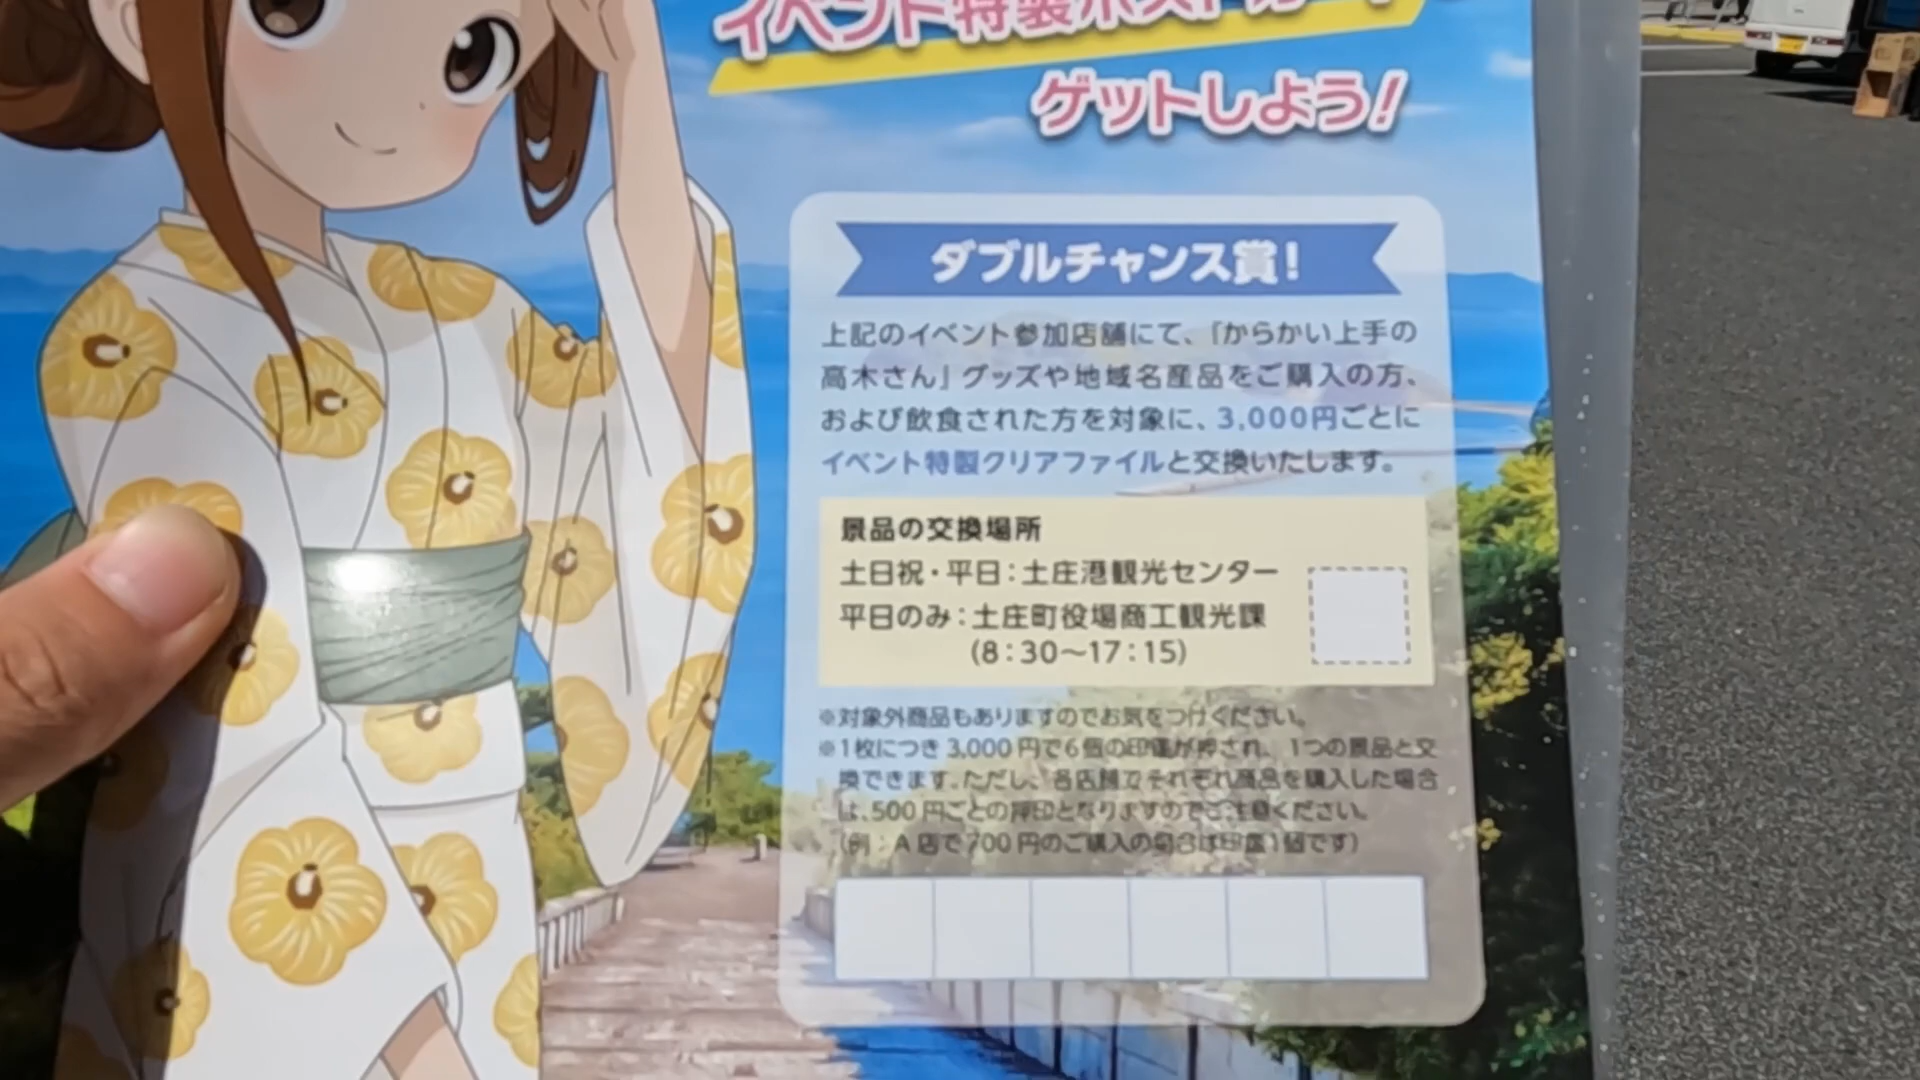 イベント特製ポストカード
ゲットしよう!
ダブルチャンス賞!
上記のイベント参加店舗にて、『からかい上手の
高木さん』グッズや地域名産品をご購入の方、
および飲食された方を対象に、3,000円ごとに
イベント特製クリアファイルと交換いたします。
景品の交換場所
土日祝・平日:土庄港観光センター
平日のみ:土庄町役場商工観光課
(8:30〜17:15)
※対象外商品もありますのでお気をつけください。
※1枚につき 3,000 円で6個の印鑑が押され、1つの景品と交
換できます。ただし、各店舗でそれぞれ商品を購入した場合
は、500 円ごとの押印となりますのでご注意ください。
(例:A 店で 700 円のご購入の場合は印鑑1個です)